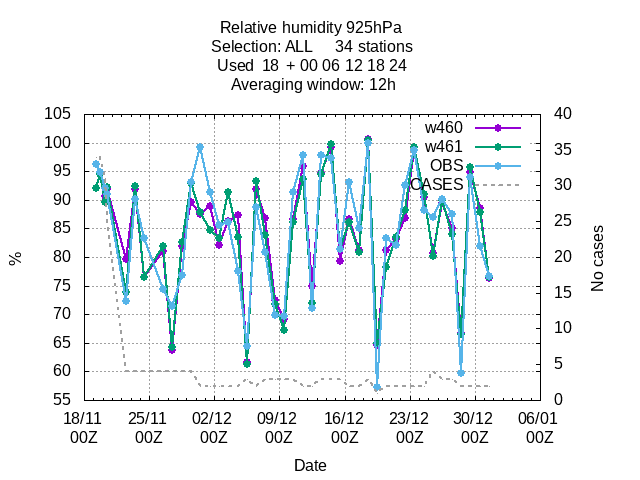 Relative humidity 925hPa
Selection: ALL     34 stations
Used  18  + 00 06 12 18 24
Averaging window: 12h
105 40
w460
100 35
w461
95 OBS
30
90 CASES
85 25
80 20
75 15
70
65 10
60 5
55 0
% No cases
18/11 25/11 02/12 09/12 16/12 23/12 30/12 06/01
00Z 00Z 00Z 00Z 00Z 00Z 00Z 00Z
Date